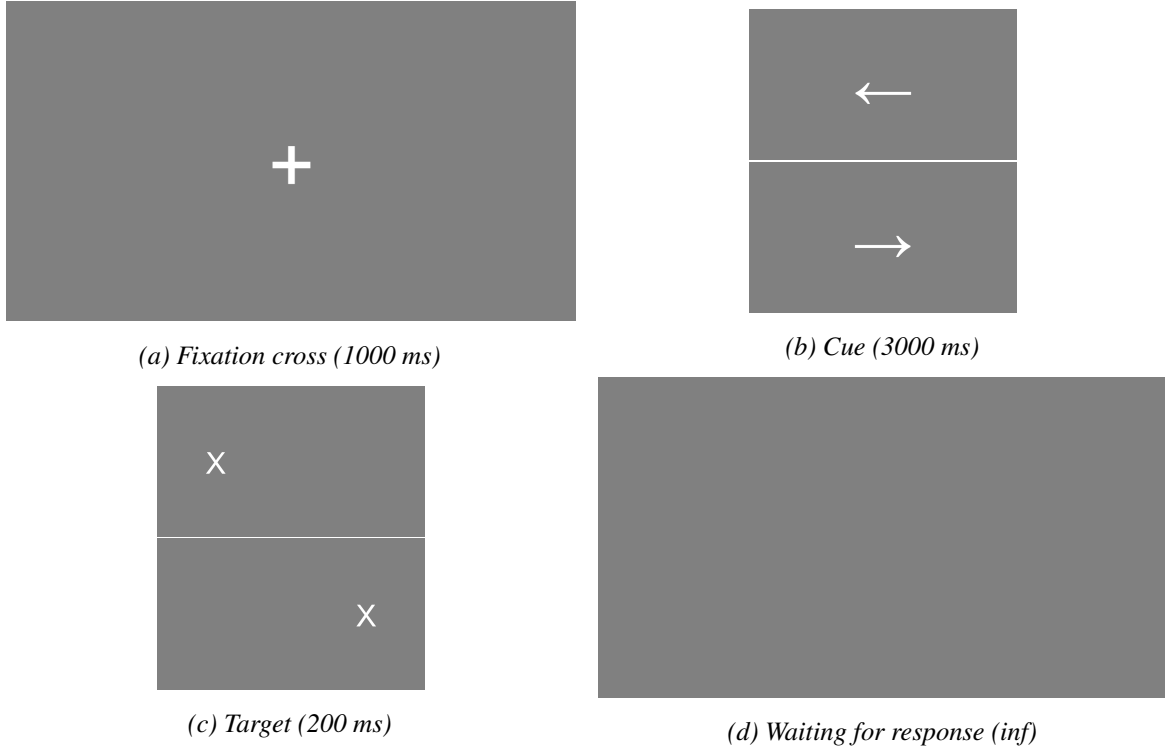 +
←
→
(a) Fixation cross (1000 ms)
(b) Cue (3000 ms)
X
X
(c) Target (200 ms)
(d) Waiting for response (inf)